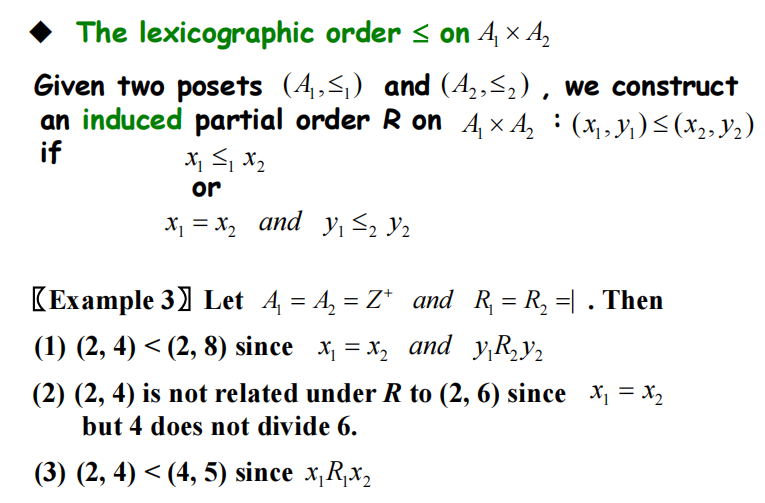 ◆ The lexicographic order ≤ on A₁ × A₂
Given two posets (A₁,≤₁) and (A₂,≤₂) , we construct
an induced partial order R on A₁ × A₂ : (x₁, y₁) ≤ (x₂, y₂)
if x₁ ≤₁ x₂
or
x₁ = x₂ and y₁ ≤₂ y₂
〖Example 3〗 Let A₁ = A₂ = Z⁺ and R₁ = R₂ =| . Then
(1) (2, 4) < (2, 8) since x₁ = x₂ and y₁R₂y₂
(2) (2, 4) is not related under R to (2, 6) since x₁ = x₂
but 4 does not divide 6.
(3) (2, 4) < (4, 5) since x₁R₁x₂